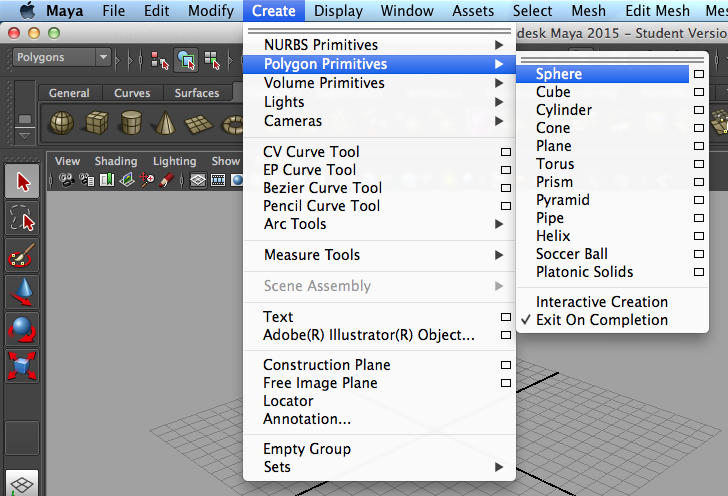 Maya File Edit Modify Create Display Window Assets Select Mesh Edit Mesh
desk Maya 2015 – Student Versio
Polygons
General Curves Surfaces
View Shading Lighting Show
NURBS Primitives
Polygon Primitives
Volume Primitives
Lights
Cameras
CV Curve Tool
EP Curve Tool
Bezier Curve Tool
Pencil Curve Tool
Arc Tools
Measure Tools
Scene Assembly
Text
Adobe(R) Illustrator(R) Object...
Construction Plane
Free Image Plane
Locator
Annotation...
Empty Group
Sets
Sphere
Cube
Cylinder
Cone
Plane
Torus
Prism
Pyramid
Pipe
Helix
Soccer Ball
Platonic Solids
Interactive Creation
✓ Exit On Completion